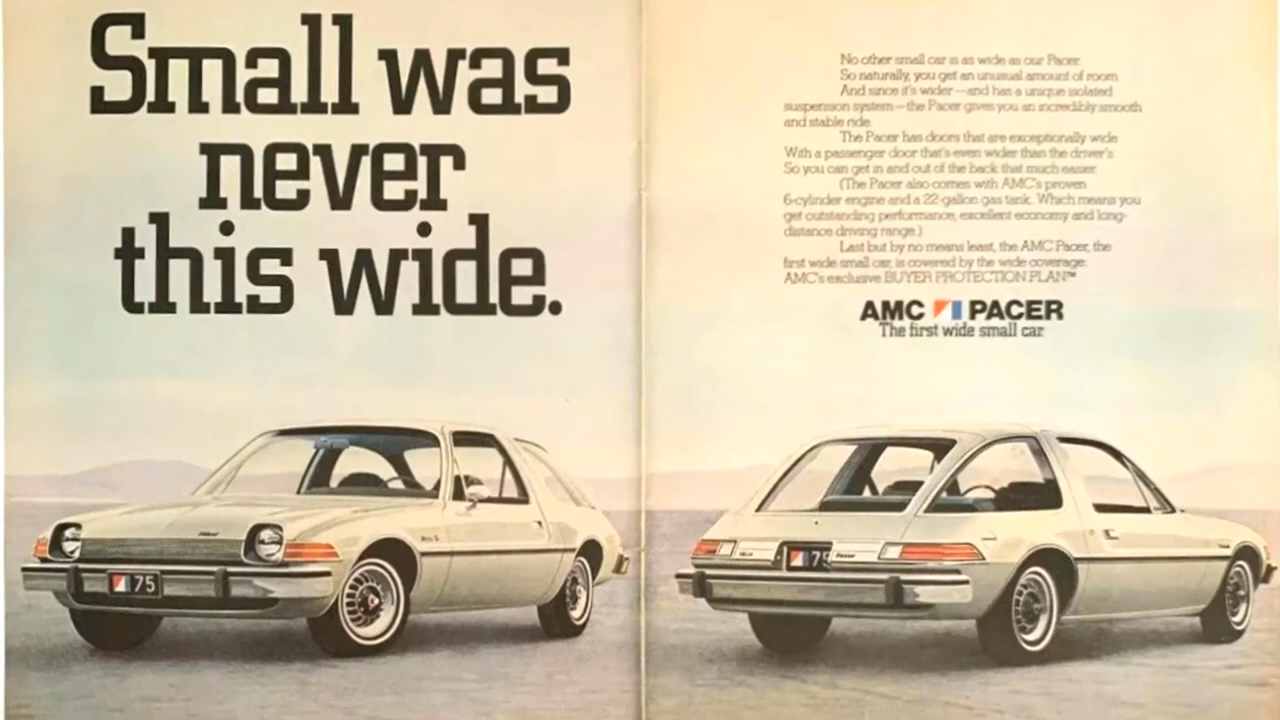 Small was
never
this wide.
No other small car is as wide as our Pacer.
So naturally, you get an unusual amount of room.
And since it's wider—and has a unique isolated
suspension system—the Pacer gives you an incredibly smooth
and stable ride.
The Pacer has doors that are exceptionally wide.
With a passenger door that's even wider than the driver's.
So you can get in and out of the back that much easier.
(The Pacer also comes with AMC's proven
6-cylinder engine and a 22-gallon gas tank. Which means you
get outstanding performance, excellent economy and long-
distance driving range.)
Last but by no means least, the AMC Pacer, the
first wide small car, is covered by the wide coverage:
AMC's exclusive BUYER PROTECTION PLAN™
AMC PACER
The first wide small car.
75
75
Pacer